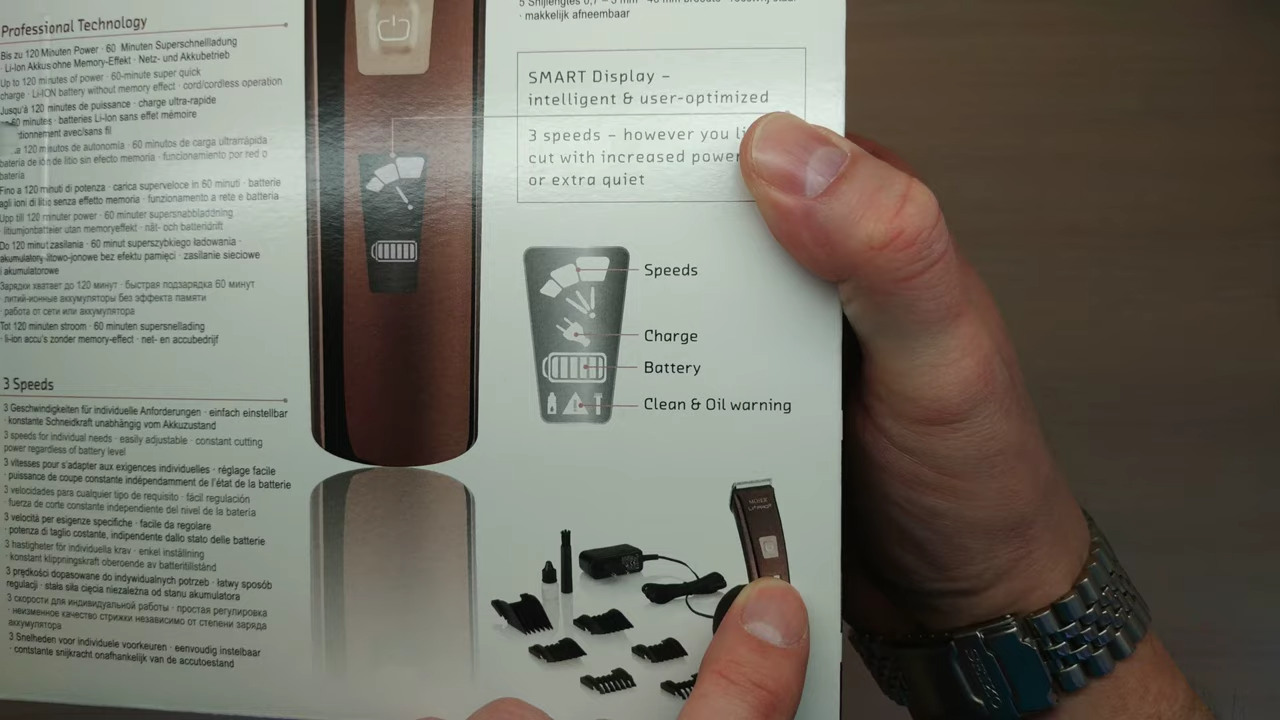 Professional Technology
Bis zu 120 Minuten Power · 60 Minuten Superschnellladung
· Li-Ion Akkus ohne Memory-Effekt · Netz- und Akkubetrieb
Up to 120 minutes of power · 60-minute super quick
charge · Li-ION battery without memory effect · cord/cordless operation
Jusqu'à 120 minutes de puissance · charge ultra-rapide
60 minutes · batteries Li-Ion sans effet mémoire
tionnement avec/sans fil
120 minutos de autonomía · 60 minutos de carga ultrarrápida
batería de ión de litio sin efecto memoria · funcionamiento por red o
batería
Fino a 120 minuti di potenza · carica superveloce in 60 minuti · batterie
agli ioni di litio senza effetto memoria · funzionamento a rete e batteria
Upp till 120 minuter power · 60 minuter supersnabbladdning
· litiumjonbatteier utan memoryeffekt · nät- och batteridrift
Do 120 minut zasilania · 60 minut superszybkiego ładowania ·
akumulatory litowo-jonowe bez efektu pamięci · zasilanie sieciowe
i akumulatorowe
Зарядки хватает до 120 минут · быстрая подзарядка 60 минут
· литий-ионные аккумуляторы без эффекта памяти
· работа от сети или аккумулятора
Tot 120 minuten stroom · 60 minuten supersnellading
· li-ion accu's zonder memory-effect · net- en accubedrijf
3 Speeds
3 Geschwindigkeiten für individuelle Anforderungen · einfach einstellbar
· konstante Schneidkraft unabhängig vom Akkuzustand
3 speeds for individual needs · easily adjustable · constant cutting
power regardless of battery level
3 vitesses pour s'adapter aux exigences individuelles · réglage facile
· puissance de coupe constante indépendamment de l'état de la batterie
3 velocidades para cualquier tipo de requisito · fácil regulación
· fuerza de corte constante independiente del nivel de la batería
3 velocità per esigenze specifiche · facile da regolare
· potenza di taglio costante, indipendente dallo stato delle batterie
3 hastigheter för individuella krav · enkel inställning
· konstant klippningskraft oberoende av batteritillstånd
3 prędkości dopasowane do indywidualnych potrzeb · łatwy sposób
regulacji · stała siła cięcia niezależna od stanu akumulatora
3 скорости для индивидуальной работы · простая регулировка
· неизменное качество стрижки независимо от степени заряда
аккумулятора
3 Snelheden voor individuele voorkeuren · eenvoudig instelbaar
· contstante snijkracht onafhankelijk van de accutoestand
5 Snijlengtes 0,7 – 3 mm
· makkelijk afneembaar
SMART Display –
intelligent & user-optimized
3 speeds – however you li
cut with increased power
or extra quiet
Speeds
Charge
Battery
Clean & Oil warning
MOSER
SEIKO